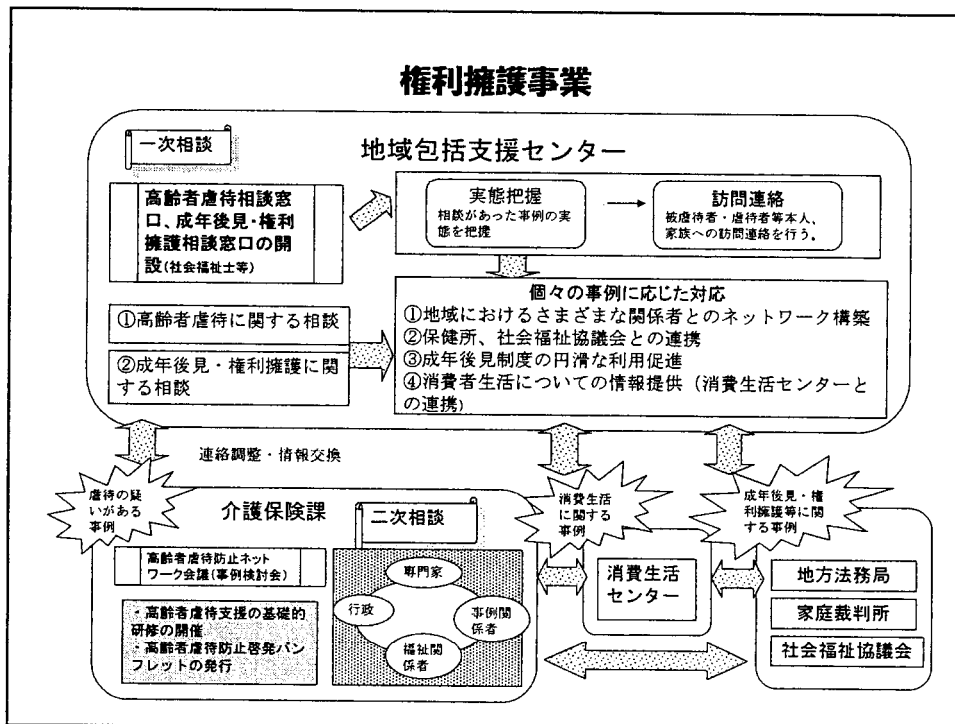 権利擁護事業
一次相談
地域包括支援センター
高齢者虐待相談窓
口、成年後見・権利
擁護相談窓口の開
設(社会福祉士等)
実態把握
相談があった事例の実
態を把握
訪問連絡
被虐待者・虐待者等本人、
家族への訪問連絡を行う。
①高齢者虐待に関する相談
②成年後見・権利擁護に関
する相談
個々の事例に応じた対応
①地域におけるさまざまな関係者とのネットワーク構築
②保健所、社会福祉協議会との連携
③成年後見制度の円滑な利用促進
④消費者生活についての情報提供（消費生活センターと
の連携）
連絡調整・情報交換
虐待の疑
いがある
事例
介護保険課
二次相談
高齢者虐待防止ネット
ワーク会議(事例検討会)
・高齢者虐待支援の基礎的
研修の開催
・高齢者虐待防止啓発パン
フレットの発行
専門家
行政
事例関
係者
福祉関
係者
消費生活
に関する
事例
消費生活
センター
成年後見・権
利擁護等に関
する事例
地方法務局
家庭裁判所
社会福祉協議会